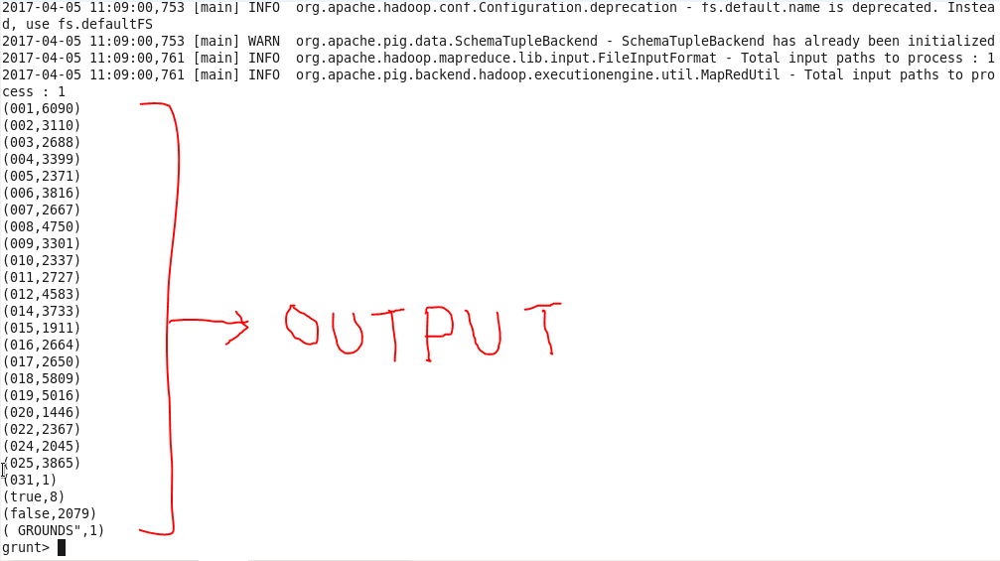 2017-04-05 11:09:00,753 [main] INFO  org.apache.hadoop.conf.Configuration.deprecation - fs.default.name is deprecated. Instea
d, use fs.defaultFS
2017-04-05 11:09:00,753 [main] WARN  org.apache.pig.data.SchemaTupleBackend - SchemaTupleBackend has already been initialized
2017-04-05 11:09:00,761 [main] INFO  org.apache.hadoop.mapreduce.lib.input.FileInputFormat - Total input paths to process : 1
2017-04-05 11:09:00,761 [main] INFO  org.apache.pig.backend.hadoop.executionengine.util.MapRedUtil - Total input paths to pro
cess : 1
(001,6090)
(002,3110)
(003,2688)
(004,3399)
(005,2371)
(006,3816)
(007,2667)
(008,4750)
(009,3301)
(010,2337)
(011,2727)
(012,4583)
(014,3733)
(015,1911)
OUTPUT
(016,2664)
(017,2650)
(018,5809)
(019,5016)
(020,1446)
(022,2367)
(024,2045)
(025,3865)
(031,1)
(true,8)
(false,2079)
( GROUNDS",1)
grunt>